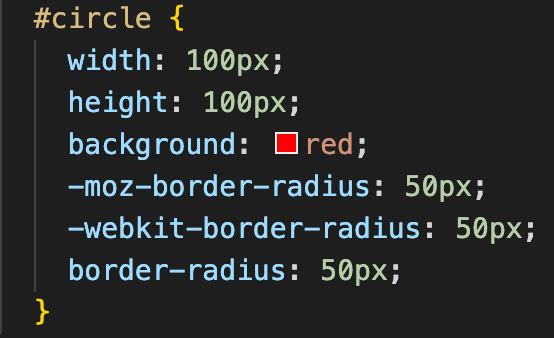 #circle {
width: 100px;
height: 100px;
background: red;
-moz-border-radius: 50px;
-webkit-border-radius: 50px;
border-radius: 50px;
}